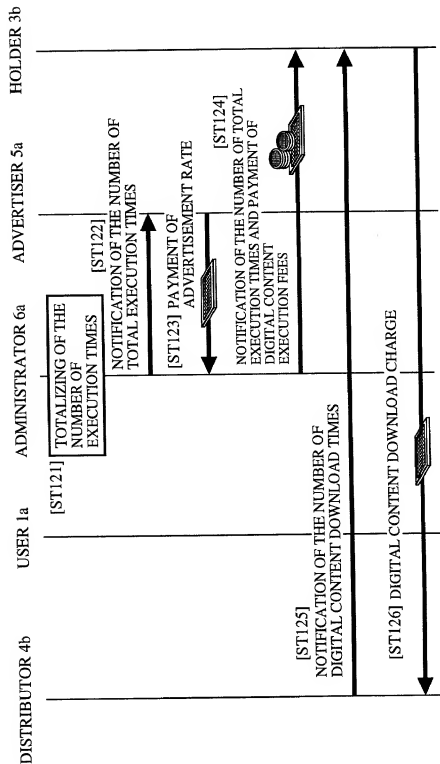 DISTRIBUTOR 4b
USER 1a
ADMINISTRATOR 6a
ADVERTISER 5a
HOLDER 3b
[ST121]
TOTALIZING OF THE
NUMBER OF
EXECUTION TIMES
[ST122]
NOTIFICATION OF THE NUMBER OF
TOTAL EXECUTION TIMES
[ST123] PAYMENT OF
ADVERTISEMENT RATE
[ST124]
NOTIFICATION OF THE NUMBER OF TOTAL
EXECUTION TIMES AND PAYMENT OF
DIGITAL CONTENT
EXECUTION FEES
[ST125]
NOTIFICATION OF THE NUMBER OF
DIGITAL CONTENT DOWNLOAD TIMES
[ST126] DIGITAL CONTENT DOWNLOAD CHARGE